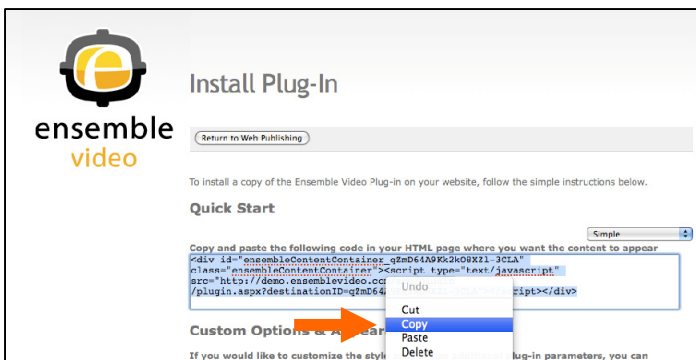 ensemble
video
Install Plug-In
Return to Web Publishing
To install a copy of the Ensemble Video Plug-in on your website, follow the simple instructions below.
Quick Start
Simple
Copy and paste the following code in your HTML page where you want the content to appear
<div id="ensembleContentContainer_qZmD64A9Kk2kO8XZl-3CLA"
class="ensembleContentContainer"><script type="text/javascript"
src="http://demo.ensemblevideo.com
/plugin.aspx?destinationID=qZmD64 ript></div>
Undo
Cut
Copy
Paste
Delete
Custom Options &
If you would like to customize the style plug-in parameters, you can